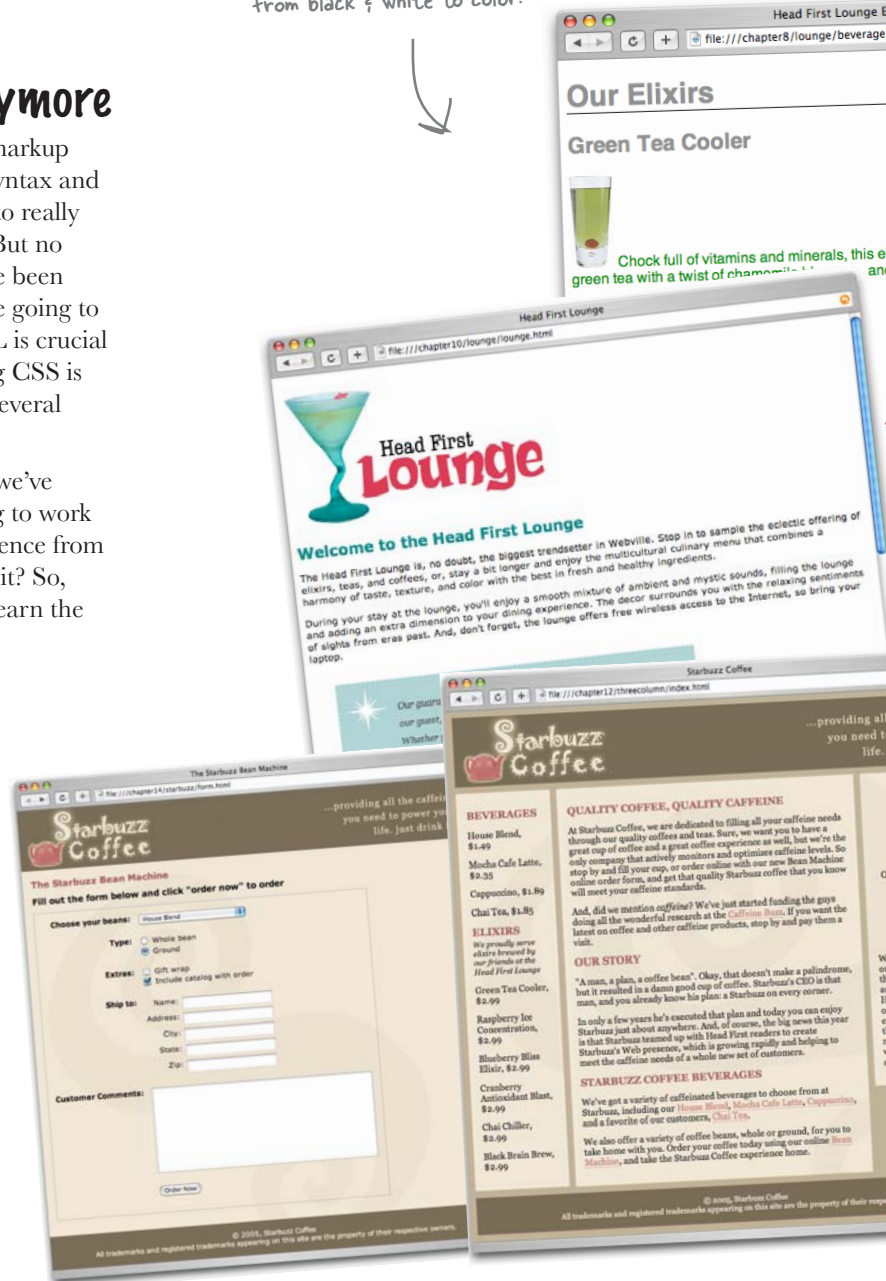 from black & white to color.
ymore
markup
yntax and
to really
But no
e been
e going to
L is crucial
g CSS is
everal
we've
g to work
ence from
it? So,
earn the
Head First Lounge B
file:///chapter8/lounge/beverage
Our Elixirs
Green Tea Cooler
Chock full of vitamins and minerals, this e
green tea with a twist of chamomile
an
Head First Lounge
file:///chapter10/lounge/lounge.html
Head First
Lounge
Welcome to the Head First Lounge
The Head First Lounge is, no doubt, the biggest trendsetter in Webville. Stop in to sample the eclectic offering of
elixirs, teas, and coffees, or, stay a bit longer and enjoy the multicultural culinary menu that combines a
harmony of taste, texture, and color with the best in fresh and healthy ingredients.
During your stay at the lounge, you'll enjoy a smooth mixture of ambient and mystic sounds, filling the lounge
and adding an extra dimension to your dining experience. The decor surrounds you with the relaxing sentiments
of sights from eras past. And, don't forget, the lounge offers free wireless access to the Internet, so bring your
laptop.
Our guara
our guest,
Whether
The Starbuzz Bean Machine
file:///chapter14/starbuzz/form.html
Starbuzz
Coffee
...providing all the caffein
you need to power yo
life. just drink
The Starbuzz Bean Machine
Fill out the form below and click "order now" to order
Choose your beans: House Blend
Type: Whole bean
Ground
Extras: Gift wrap
Include catalog with order
Ship to: Name:
Address:
City:
State:
Zip:
Customer Comments:
Order Now
© 2005, Starbuzz Coffee
All trademarks and registered trademarks appearing on this site are the property of their respective owners.
Starbuzz Coffee
file:///chapter12/threecolumn/index.html
Starbuzz
Coffee
...providing all
you need t
life.
BEVERAGES
House Blend,
$1.49
Mocha Cafe Latte,
$2.35
Cappuccino, $1.89
Chai Tea, $1.85
ELIXIRS
We proudly serve
elixirs brewed by
our friends at the
Head First Lounge
Green Tea Cooler,
$2.99
Raspberry Ice
Concentration,
$2.99
Blueberry Bliss
Elixir, $2.99
Cranberry
Antioxidant Blast,
$2.99
Chai Chiller,
$2.99
Black Brain Brew,
$2.99
QUALITY COFFEE, QUALITY CAFFEINE
At Starbuzz Coffee, we are dedicated to filling all your caffeine needs
through our quality coffees and teas. Sure, we want you to have a
great cup of coffee and a great coffee experience as well, but we're the
only company that actively monitors and optimizes caffeine levels. So
stop by and fill your cup, or order online with our new Bean Machine
online order form, and get that quality Starbuzz coffee that you know
will meet your caffeine standards.
And, did we mention caffeine? We've just started funding the guys
doing all the wonderful research at the Caffeine Buzz. If you want the
latest on coffee and other caffeine products, stop by and pay them a
visit.
OUR STORY
"A man, a plan, a coffee bean". Okay, that doesn't make a palindrome,
but it resulted in a damn good cup of coffee. Starbuzz's CEO is that
man, and you already know his plan: a Starbuzz on every corner.
In only a few years he's executed that plan and today you can enjoy
Starbuzz just about anywhere. And, of course, the big news this year
is that Starbuzz teamed up with Head First readers to create
Starbuzz's Web presence, which is growing rapidly and helping to
meet the caffeine needs of a whole new set of customers.
STARBUZZ COFFEE BEVERAGES
We've got a variety of caffeinated beverages to choose from at
Starbuzz, including our House Blend, Mocha Cafe Latte, Cappuccino,
and a favorite of our customers, Chai Tea.
We also offer a variety of coffee beans, whole or ground, for you to
take home with you. Order your coffee today using our online Bean
Machine, and take the Starbuzz Coffee experience home.
© 2005, Starbuzz Coffee
All trademarks and registered trademarks appearing on this site are the property of their respe